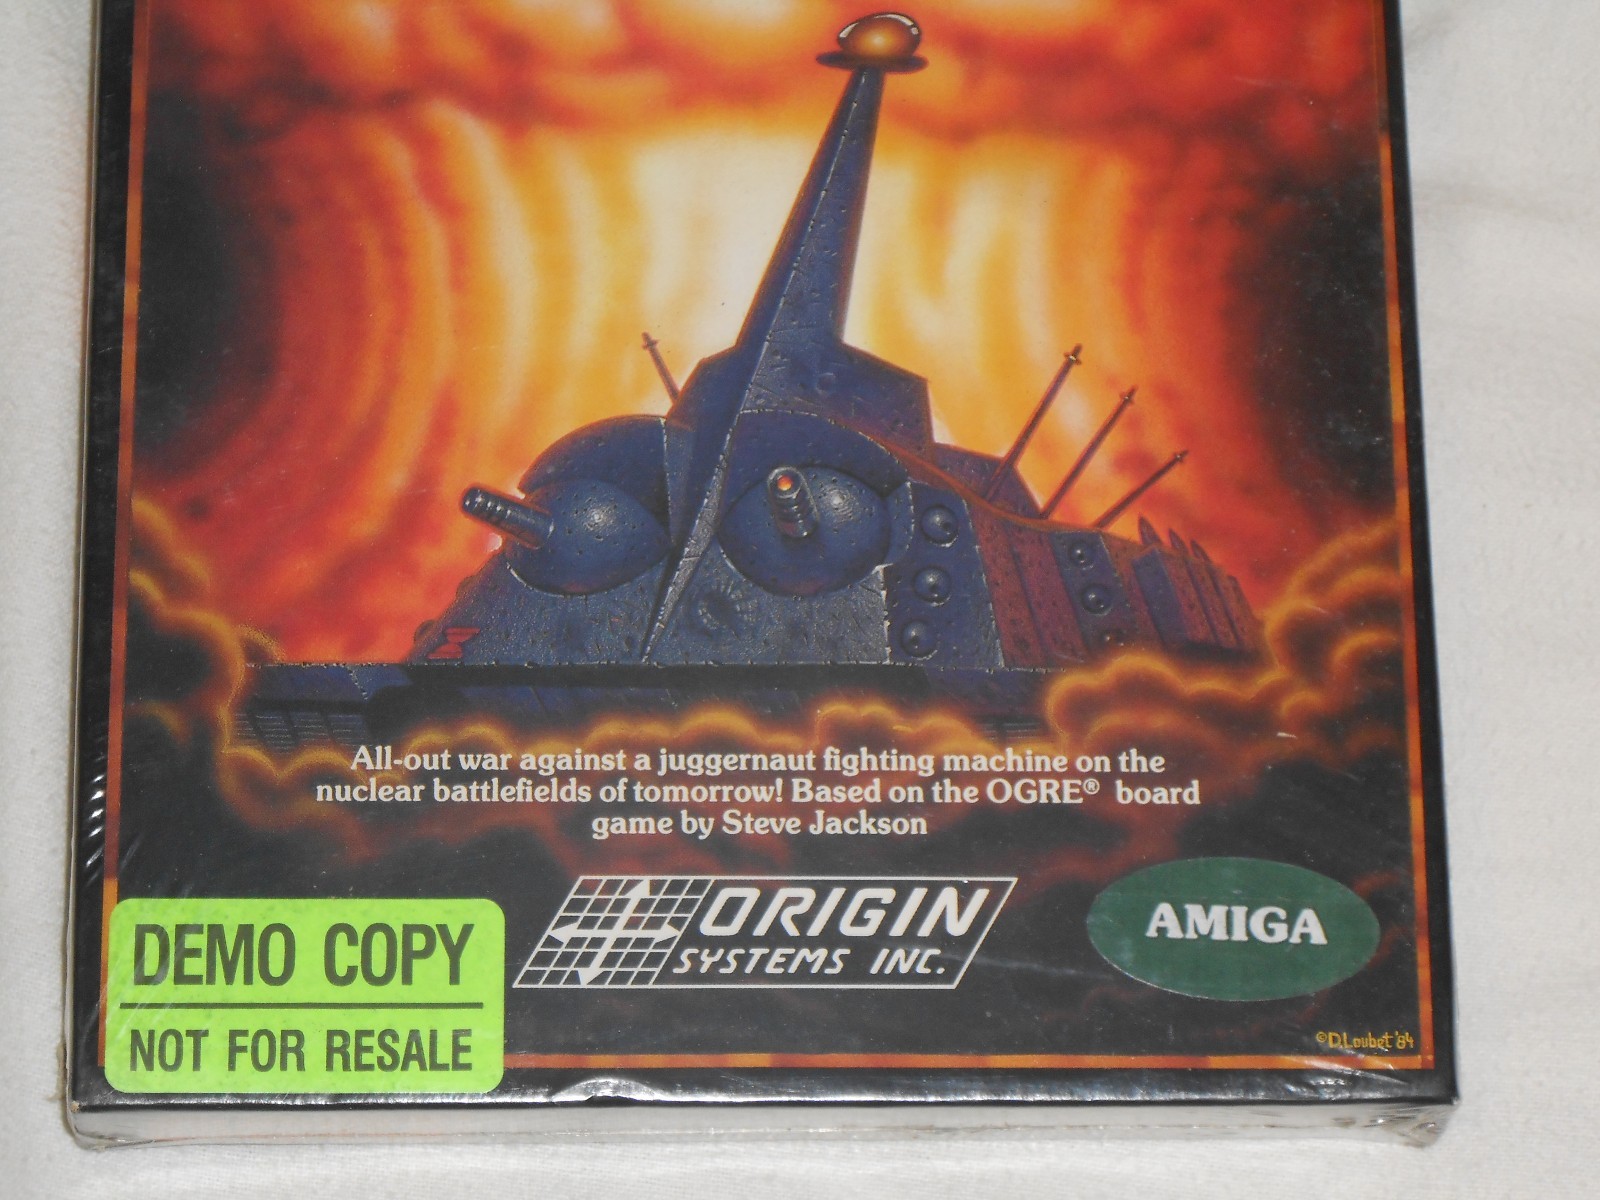 All-out war against a juggernaut fighting machine on the
nuclear battlefields of tomorrow! Based on the OGRE® board
game by Steve Jackson
ORIGIN
SYSTEMS INC.
AMIGA
DEMO COPY
NOT FOR RESALE
©D.Loubet '84